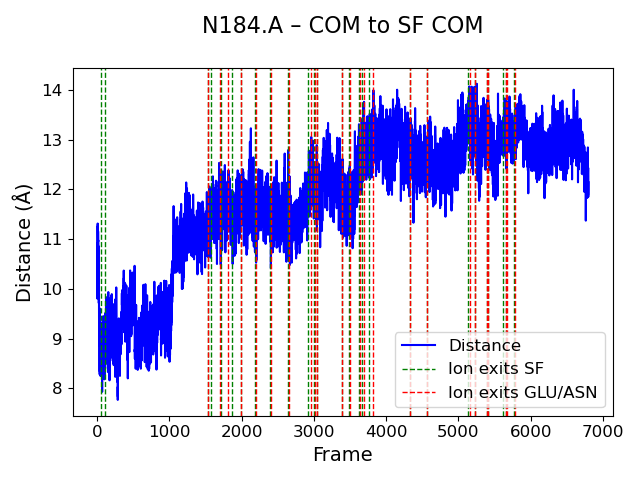 N184.A – COM to SF COM
Distance (Å)
14
13
12
11
10
9
8
Distance
Ion exits SF
Ion exits GLU/ASN
0 1000 2000 3000 4000 5000 6000 7000
Frame